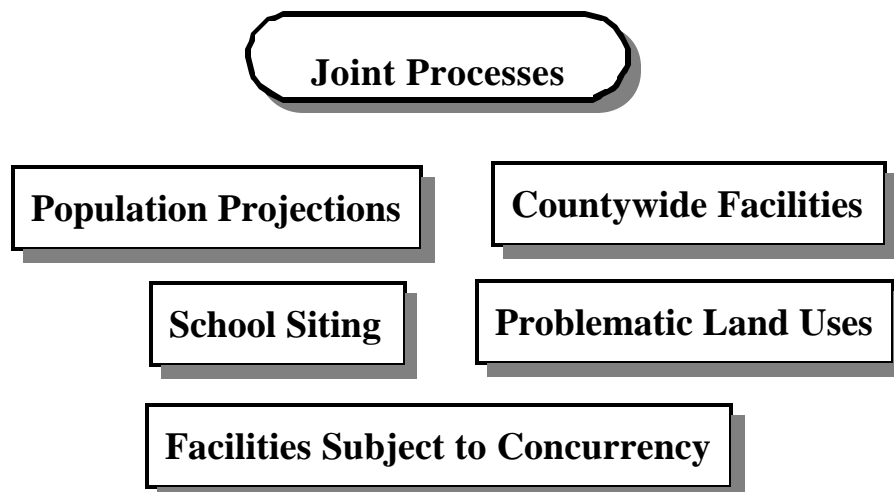 Joint Processes
Population Projections
Countywide Facilities
School Siting
Problematic Land Uses
Facilities Subject to Concurrency